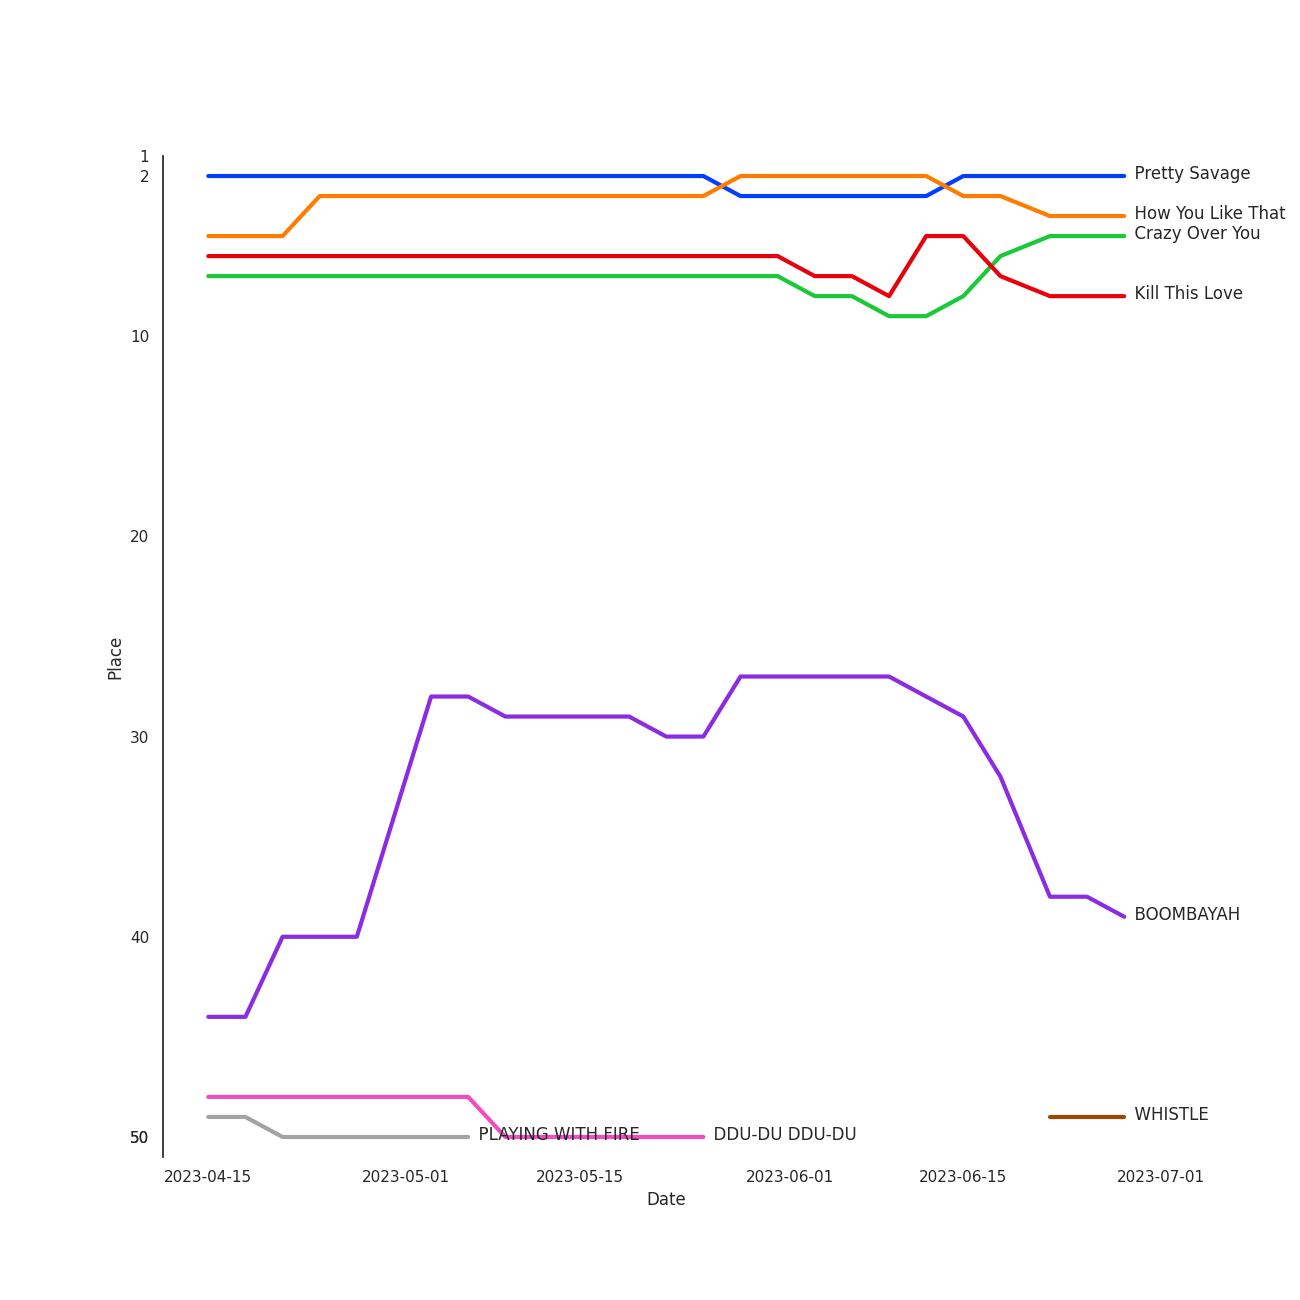 1
2
10
20
30
40
50
Place
Pretty Savage
How You Like That
Crazy Over You
Kill This Love
BOOMBAYAH
WHISTLE
PLAYING WITH FIRE
DDU-DU DDU-DU
2023-04-15
2023-05-01
2023-05-15
2023-06-01
2023-06-15
2023-07-01
Date